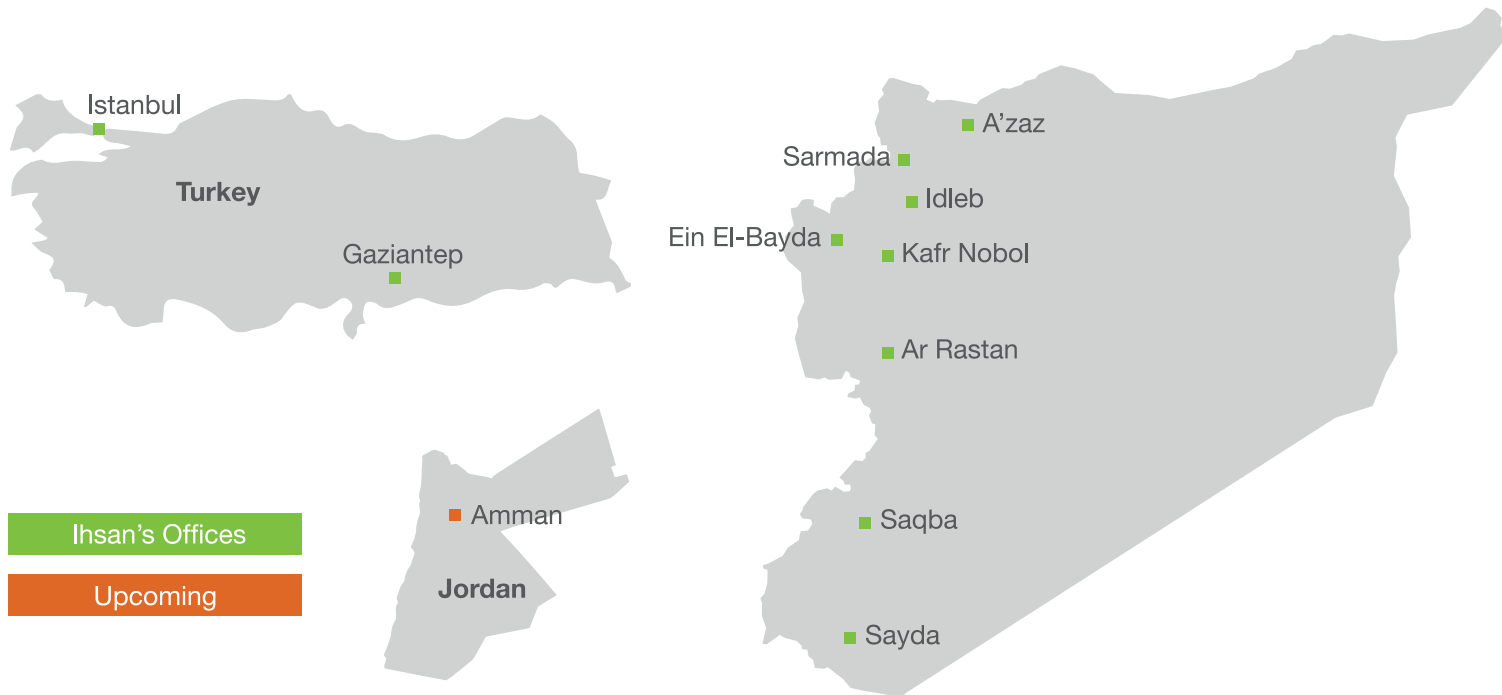 Istanbul
Turkey
Gaziantep
A’zaz
Sarmada
Idleb
Ein El-Bayda
Kafr Nobol
Ar Rastan
Saqba
Sayda
Amman
Jordan
Ihsan’s Offices
Upcoming